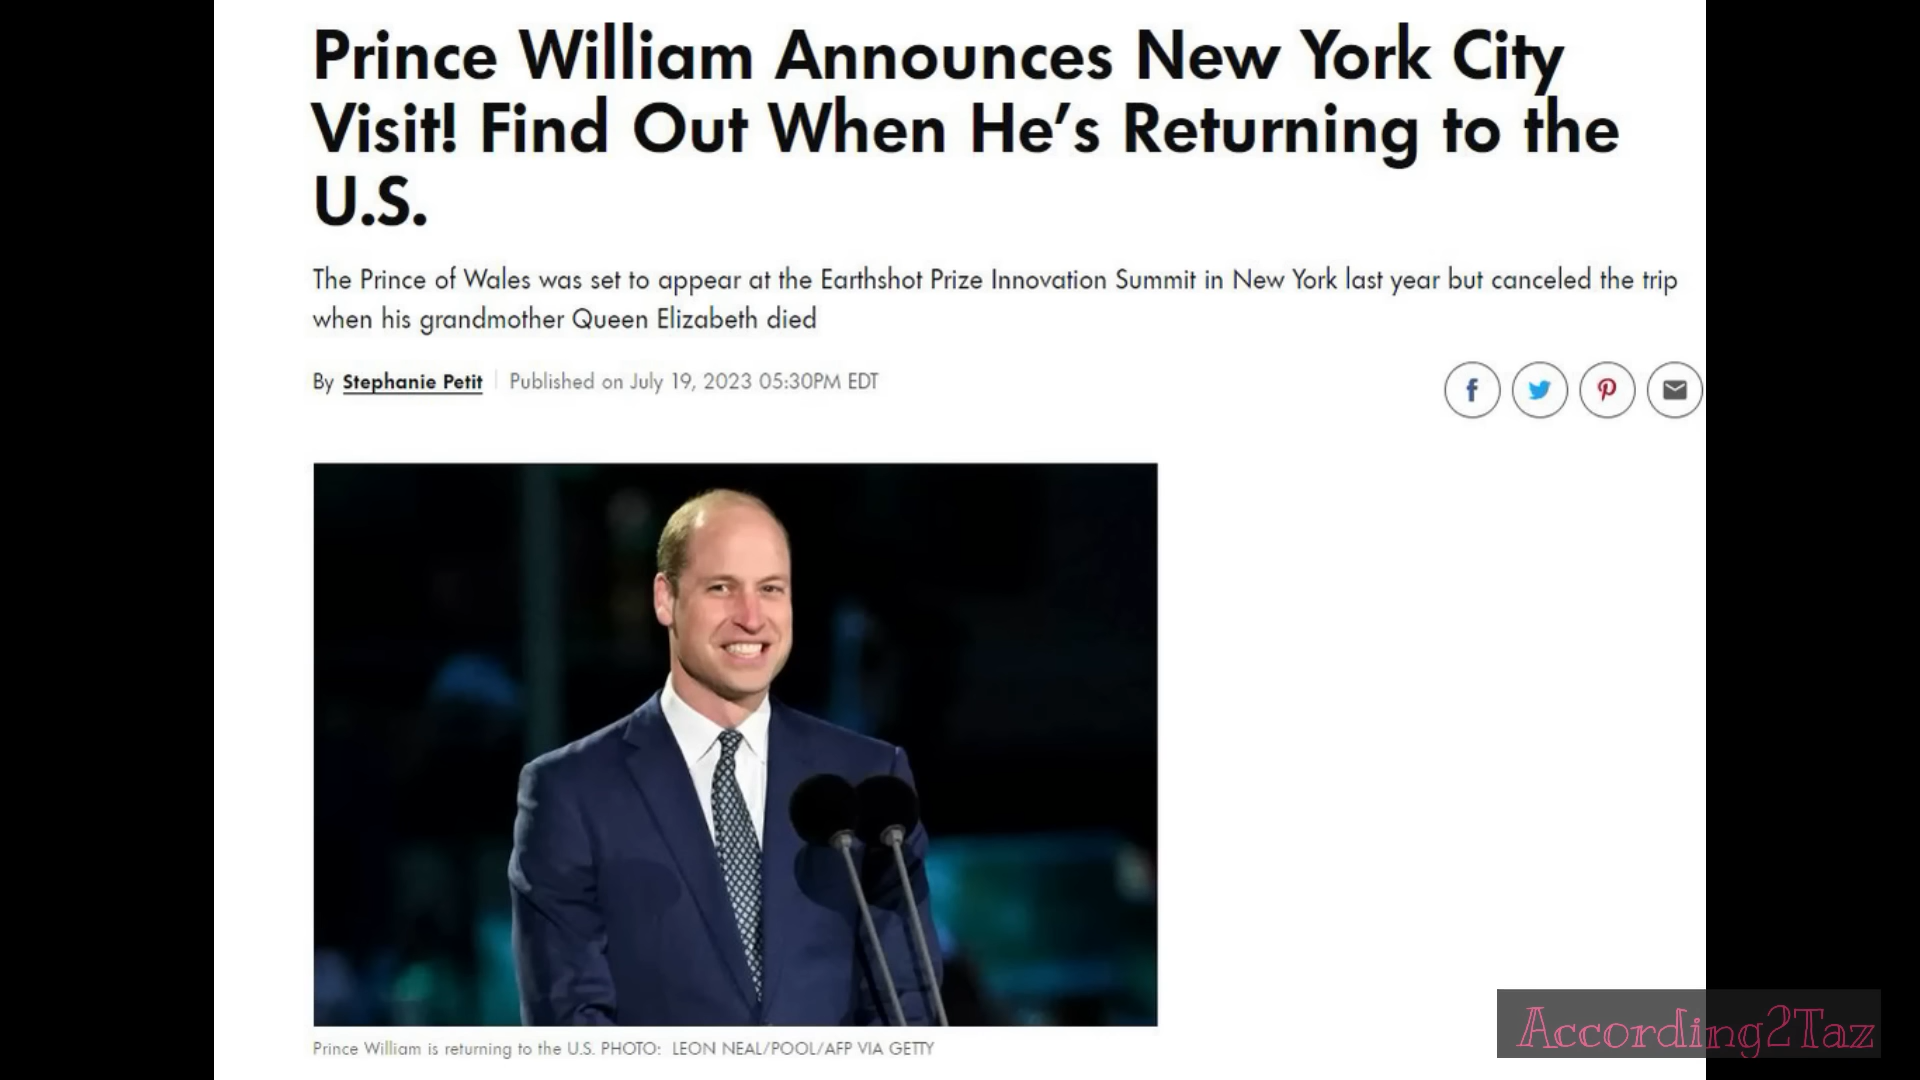 Prince William Announces New York City
Visit! Find Out When He’s Returning to the
U.S.
The Prince of Wales was set to appear at the Earthshot Prize Innovation Summit in New York last year but canceled the trip
when his grandmother Queen Elizabeth died
By Stephanie Petit Published on July 19, 2023 05:30PM EDT
Prince William is returning to the U.S. PHOTO: LEON NEAL/POOL/AFP VIA GETTY
According2Taz